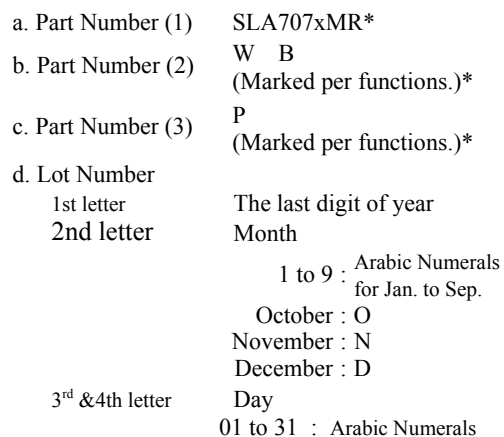 a. Part Number (1) SLA707xMR*
b. Part Number (2) W B
(Marked per functions.)*
c. Part Number (3) P
(Marked per functions.)*
d. Lot Number
1st letter The last digit of year
2nd letter Month
1 to 9 : Arabic Numerals
for Jan. to Sep.
October : O
November : N
December : D
3rd &4th letter Day
01 to 31 : Arabic Numerals